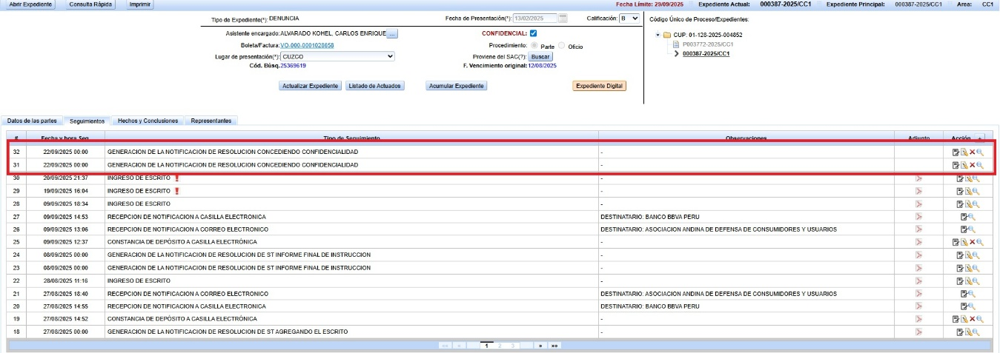 Abrir Expediente Consulta Rápida Imprimir Fecha Límite: 29/09/2025 Expediente Actual: 000387-2025/CC1 Expediente Principal: 000387-2025/CC1 Area: CC1
Tipo de Expediente(*): DENUNCIA Fecha de Presentación(*): 13/02/2025 Calificación: B
Código Único de Proceso/Expedientes:
Asistente encargado: ALVARADO KOHEL, CARLOS ENRIQUE ... CONFIDENCIAL:
CUP: 01-128-2025-004852
Boleta/Factura: VO-000-0001028658 Procedimiento: Parte Oficio
P003772-2025/CC1
Lugar de presentación(*): CUZCO Proviene del SAC(?): Buscar
000387-2025/CC1
Cód. Búsq. 25369619 F. Vencimiento original: 12/08/2025
Actualizar Expediente Listado de Actuados Acumular Expediente Expediente Digital
Datos de las partes Seguimientos Hechos y Conclusiones Representantes
# Fecha y hora Seg. Tipo de Seguimiento Observaciones Adjunto Acción +
32 22/09/2025 00:00 GENERACION DE LA NOTIFICACION DE RESOLUCION CONCEDIENDO CONFIDENCIALIDAD -
31 22/09/2025 00:00 GENERACION DE LA NOTIFICACION DE RESOLUCION CONCEDIENDO CONFIDENCIALIDAD -
30 20/09/2025 21:37 INGRESO DE ESCRITO -
29 19/09/2025 16:04 INGRESO DE ESCRITO -
28 09/09/2025 18:34 INGRESO DE ESCRITO -
27 09/09/2025 14:53 RECEPCION DE NOTIFICACION A CASILLA ELECTRONICA DESTINATARIO: BANCO BBVA PERU
26 09/09/2025 13:06 RECEPCION DE NOTIFICACION A CORREO ELECTRONICO DESTINATARIO: ASOCIACION ANDINA DE DEFENSA DE CONSUMIDORES Y USUARIOS
25 09/09/2025 12:37 CONSTANCIA DE DEPÓSITO A CASILLA ELECTRÓNICA -
24 08/09/2025 00:00 GENERACION DE LA NOTIFICACION DE RESOLUCION DE ST INFORME FINAL DE INSTRUCCION -
23 08/09/2025 00:00 GENERACION DE LA NOTIFICACION DE RESOLUCION DE ST INFORME FINAL DE INSTRUCCION -
22 28/08/2025 11:16 INGRESO DE ESCRITO -
21 27/08/2025 18:40 RECEPCION DE NOTIFICACION A CORREO ELECTRONICO DESTINATARIO: ASOCIACION ANDINA DE DEFENSA DE CONSUMIDORES Y USUARIOS
20 27/08/2025 14:55 RECEPCION DE NOTIFICACION A CASILLA ELECTRONICA DESTINATARIO: BANCO BBVA PERU
19 27/08/2025 14:52 CONSTANCIA DE DEPÓSITO A CASILLA ELECTRÓNICA -
18 27/08/2025 00:00 GENERACION DE LA NOTIFICACION DE RESOLUCION DE ST AGREGANDO EL ESCRITO -
«« « 1 2 3 » »»